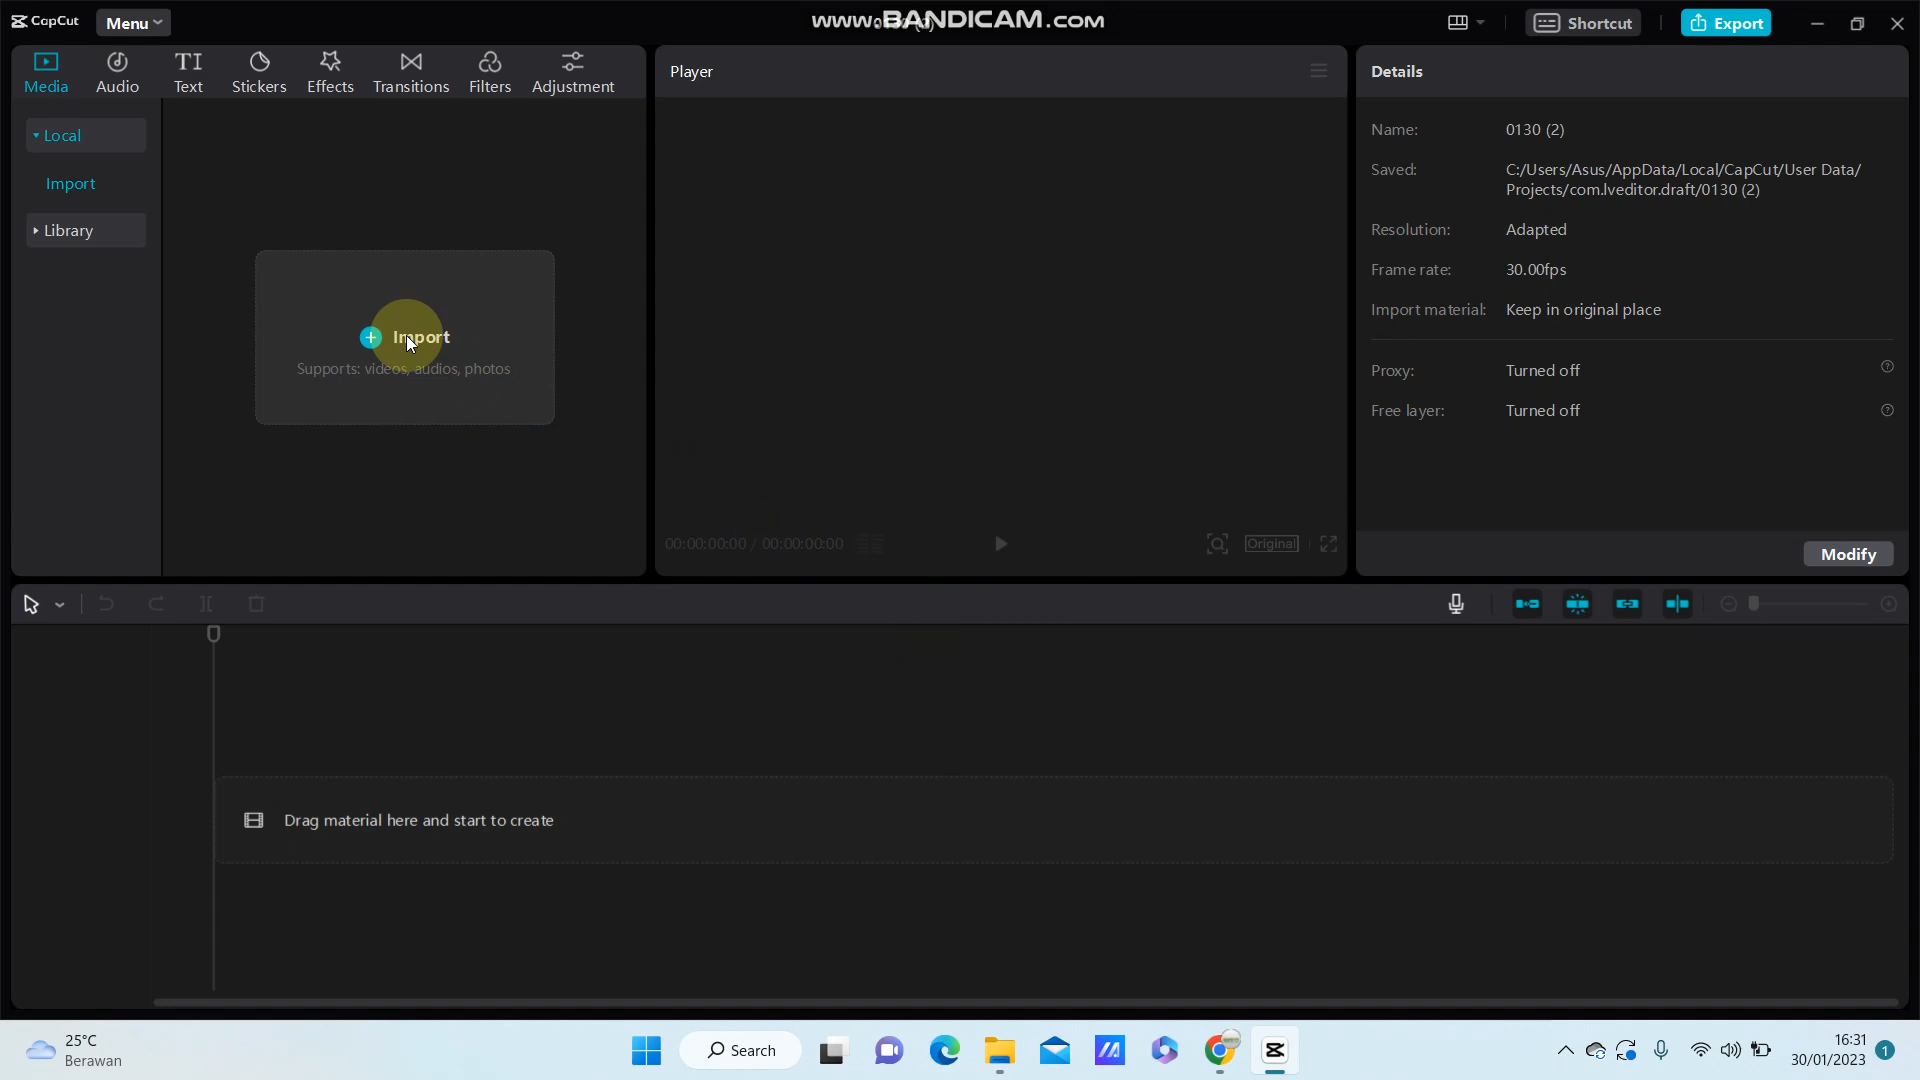 CapCut
Menu
www.BANDICAM.com
Shortcut
Export
Media
Audio
Text
Stickers
Effects
Transitions
Filters
Adjustment
Local
Import
Library
Import
Supports: videos, audios, photos
Player
00:00:00:00 / 00:00:00:00
Original
Details
Name: 0130 (2)
Saved: C:/Users/Asus/AppData/Local/CapCut/User Data/
Projects/com.lveditor.draft/0130 (2)
Resolution: Adapted
Frame rate: 30.00fps
Import material: Keep in original place
Proxy: Turned off
Free layer: Turned off
Modify
Drag material here and start to create
25°C
Berawan
Search
16:31
30/01/2023
1